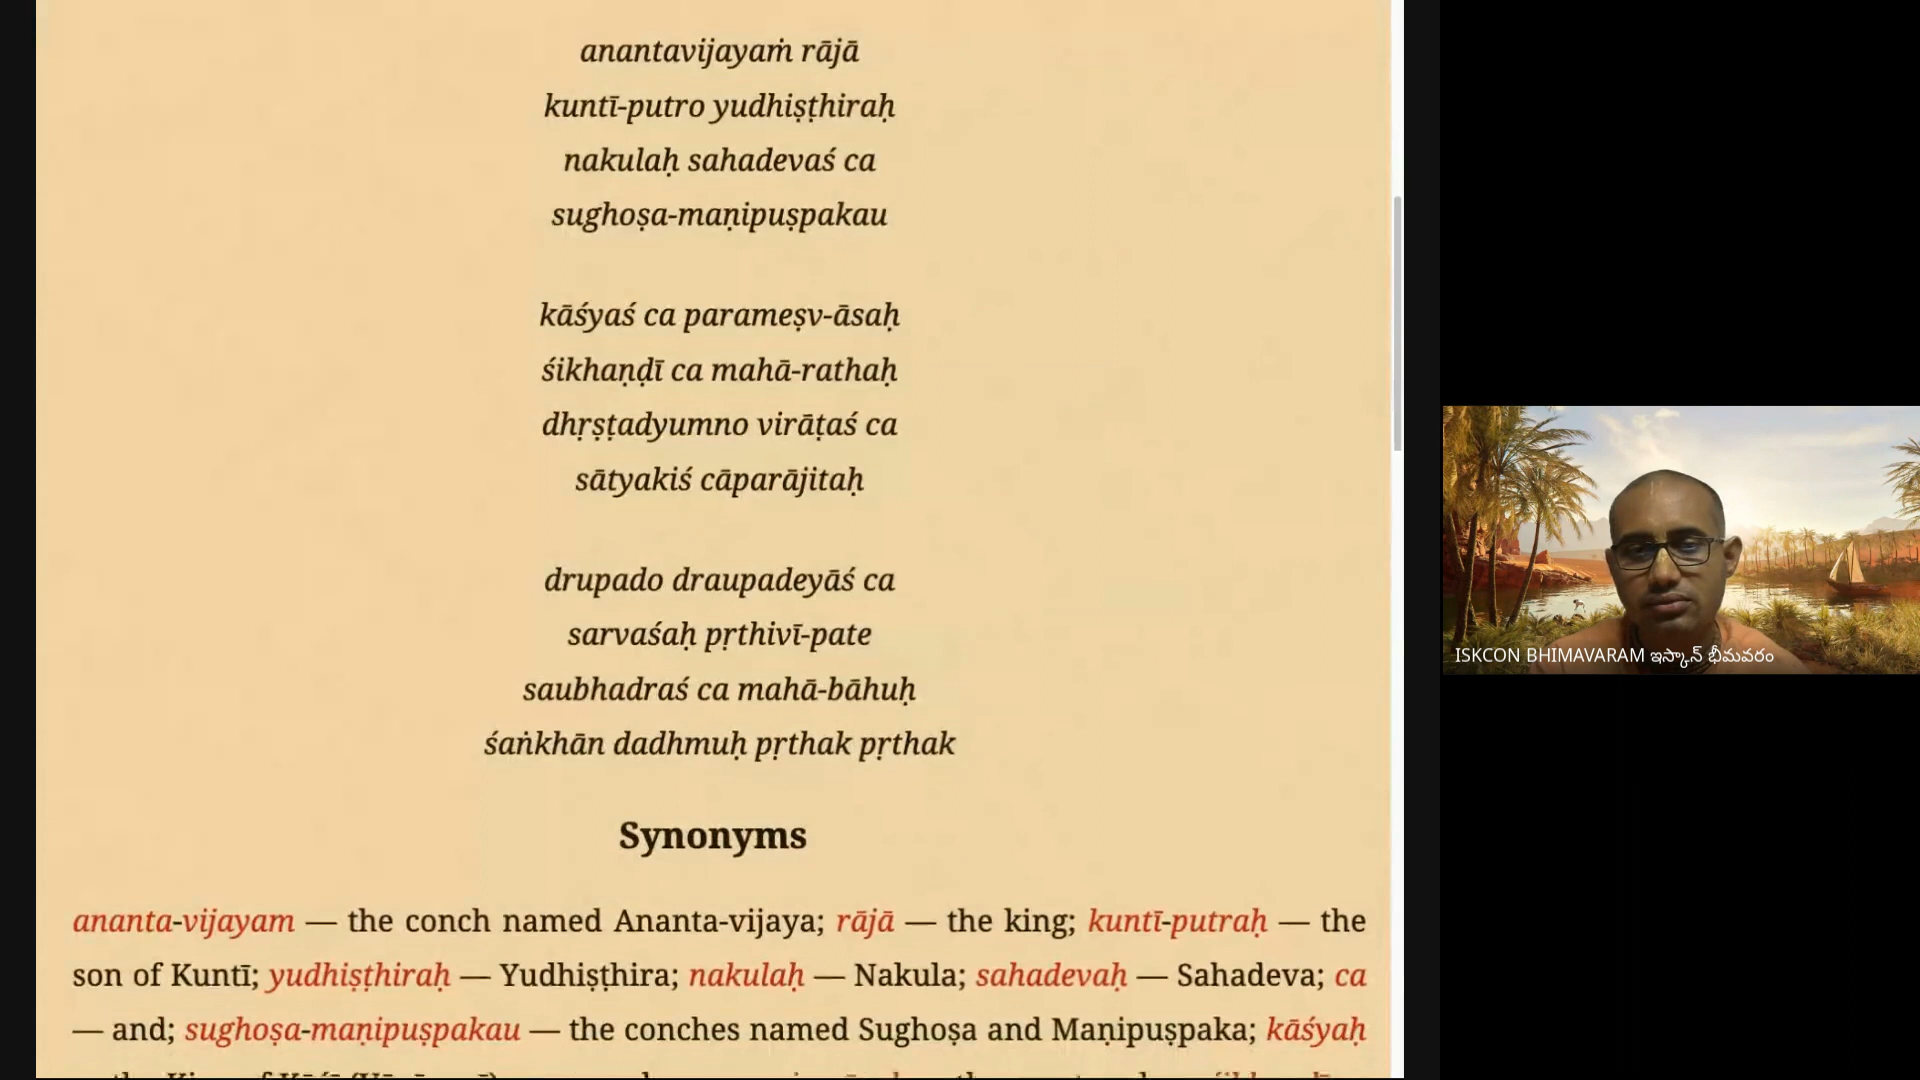 anantavijayaṁ rājā
kuntī-putro yudhiṣṭhiraḥ
nakulaḥ sahadevaś ca
sughoṣa-maṇipuṣpakau
kāśyaś ca parameṣv-āsaḥ
śikhaṇḍī ca mahā-rathaḥ
dhṛṣṭadyumno virāṭaś ca
sātyakiś cāparājitaḥ
drupado draupadeyāś ca
sarvaśaḥ pṛthivī-pate
saubhadraś ca mahā-bāhuḥ
śaṅkhān dadhmuḥ pṛthak pṛthak
Synonyms
ananta-vijayam — the conch named Ananta-vijaya; rājā — the king; kuntī-putraḥ — the
son of Kuntī; yudhiṣṭhiraḥ — Yudhiṣṭhira; nakulaḥ — Nakula; sahadevaḥ — Sahadeva; ca
— and; sughoṣa-maṇipuṣpakau — the conches named Sughoṣa and Maṇipuṣpaka; kāśyaḥ
ISKCON BHIMAVARAM ఇస్కాన్ భీమవరం